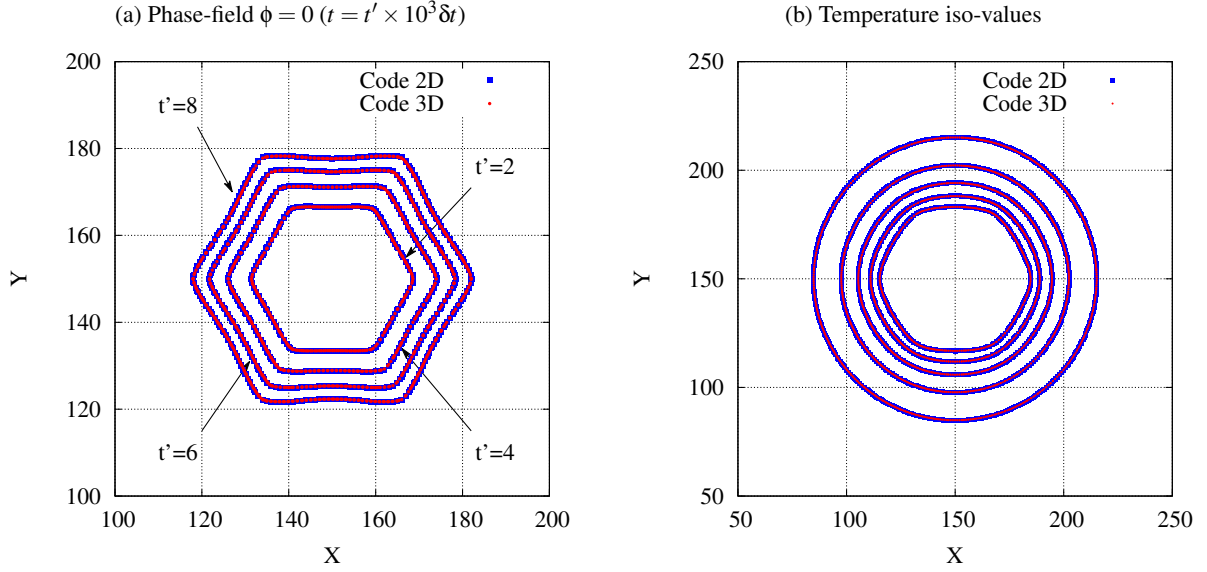 (a) Phase-field ϕ = 0 (t = t′ × 10³δt)
200
180
160
140
120
100
Y
100 120 140 160 180 200
X
Code 2D
Code 3D
t'=8
t'=2
t'=6
t'=4
(b) Temperature iso-values
250
200
150
100
50
Y
50 100 150 200 250
X
Code 2D
Code 3D